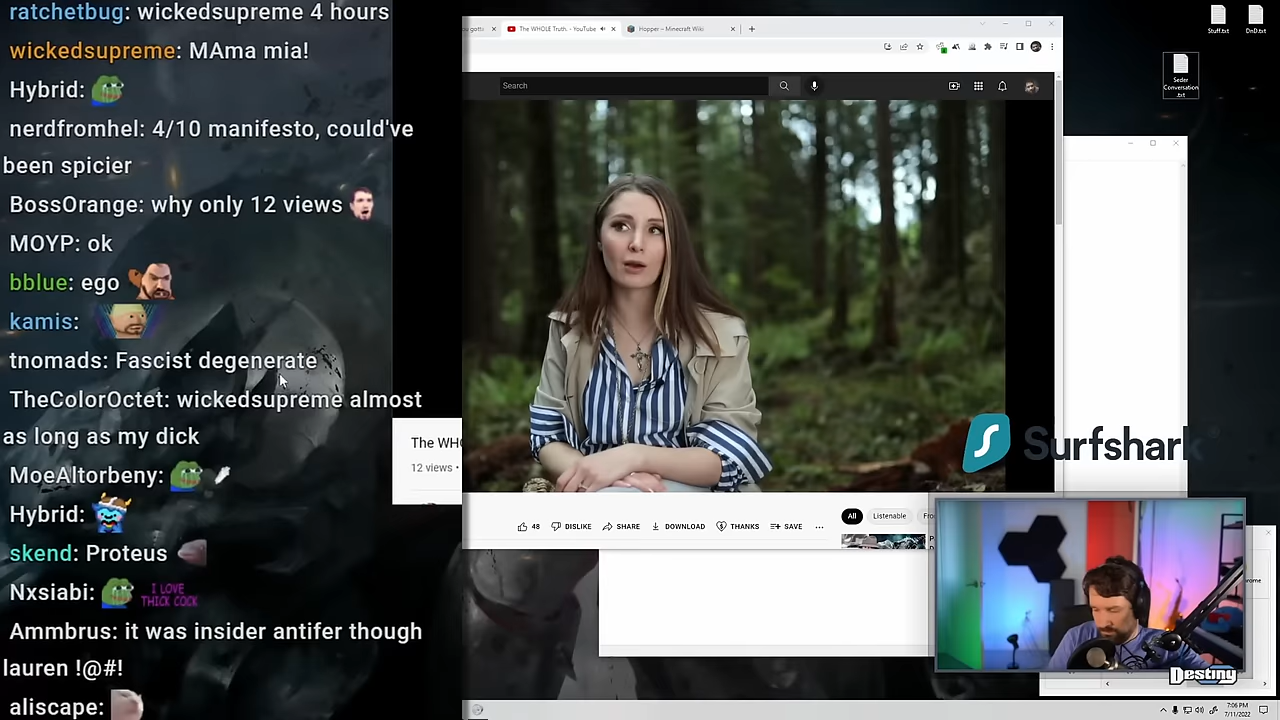 ratchetbug: wickedsupreme 4 hours
wickedsupreme: MAma mia!
Hybrid:
nerdfromhel: 4/10 manifesto, could've
been spicier
BossOrange: why only 12 views
MOYP: ok
bblue: ego
kamis:
tnomads: Fascist degenerate
TheColorOctet: wickedsupreme almost
as long as my dick
MoeAltorbeny:
Hybrid:
skend: Proteus
Nxsiabi: I LOVE
THICK COCK
Ammbrus: it was insider antifer though
lauren !@#!
aliscape:
The WHOLE Truth. - YouTube
Hopper – Minecraft Wiki
Search
The WHO
12 views •
48 DISLIKE SHARE DOWNLOAD THANKS SAVE ...
All Listenable
Surfshark
Destiny
Stuff.txt
DnD.txt
Seder
Conversation
.txt
7:06 PM
7/11/2022